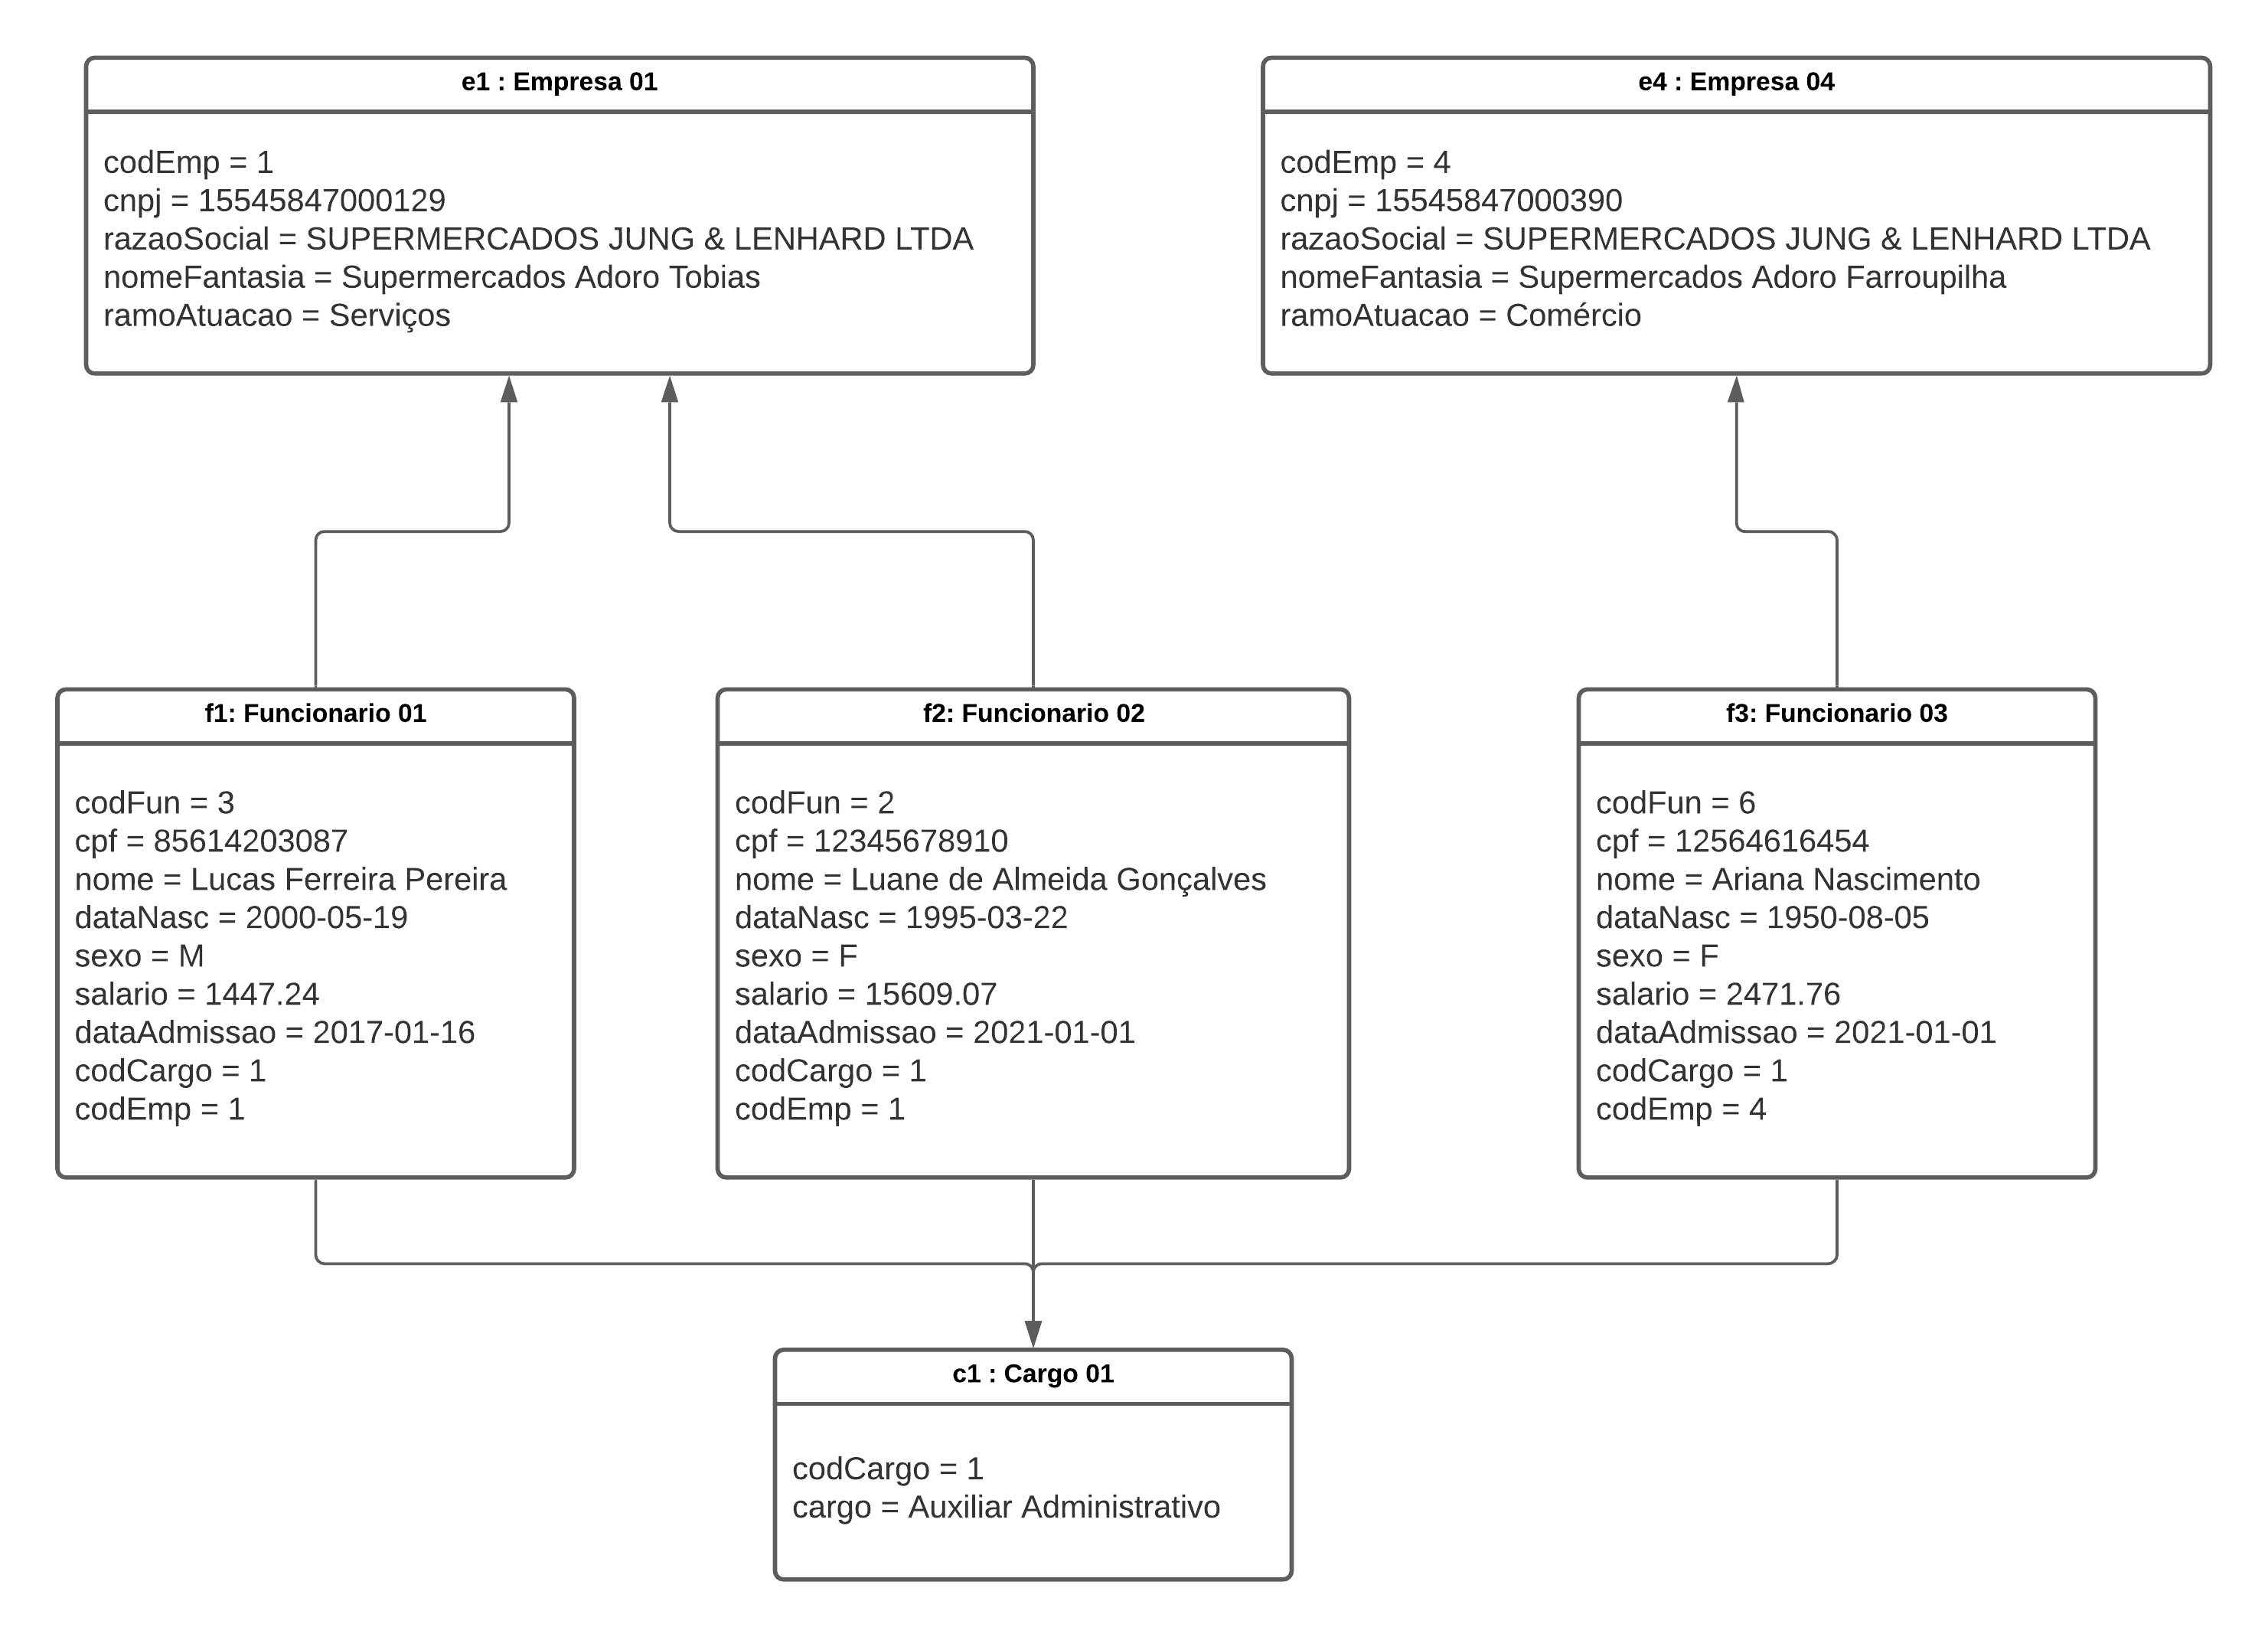 e1 : Empresa 01
codEmp = 1
cnpj = 15545847000129
razaoSocial = SUPERMERCADOS JUNG & LENHARD LTDA
nomeFantasia = Supermercados Adoro Tobias
ramoAtuacao = Serviços
e4 : Empresa 04
codEmp = 4
cnpj = 15545847000390
razaoSocial = SUPERMERCADOS JUNG & LENHARD LTDA
nomeFantasia = Supermercados Adoro Farroupilha
ramoAtuacao = Comércio
f1: Funcionario 01
codFun = 3
cpf = 85614203087
nome = Lucas Ferreira Pereira
dataNasc = 2000-05-19
sexo = M
salario = 1447.24
dataAdmissao = 2017-01-16
codCargo = 1
codEmp = 1
f2: Funcionario 02
codFun = 2
cpf = 12345678910
nome = Luane de Almeida Gonçalves
dataNasc = 1995-03-22
sexo = F
salario = 15609.07
dataAdmissao = 2021-01-01
codCargo = 1
codEmp = 1
f3: Funcionario 03
codFun = 6
cpf = 12564616454
nome = Ariana Nascimento
dataNasc = 1950-08-05
sexo = F
salario = 2471.76
dataAdmissao = 2021-01-01
codCargo = 1
codEmp = 4
c1 : Cargo 01
codCargo = 1
cargo = Auxiliar Administrativo